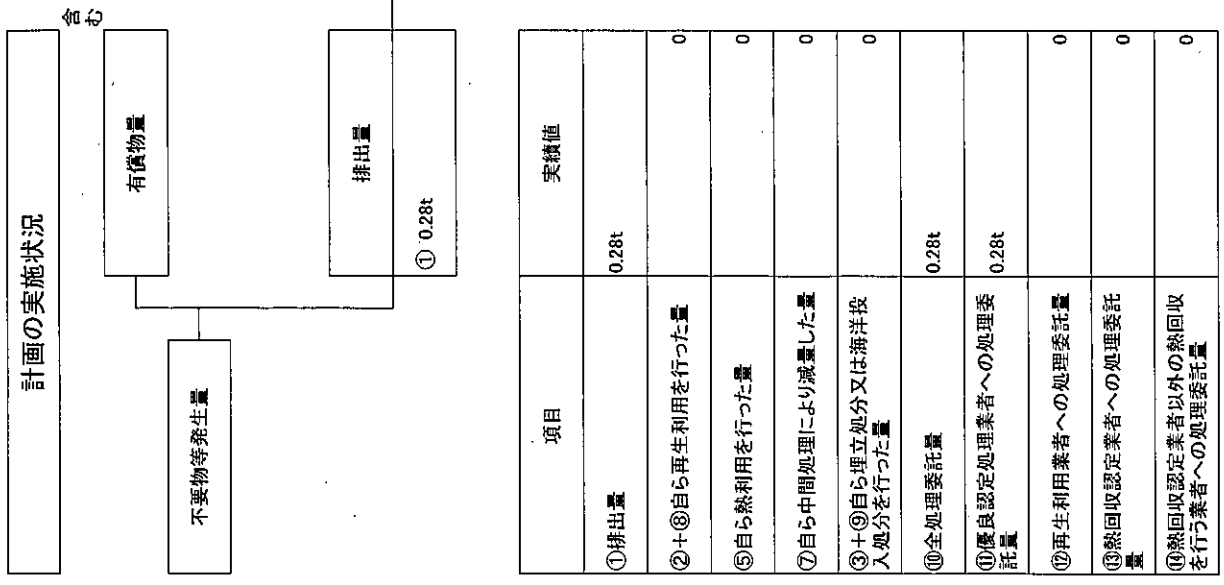 計画の実施状況
含む
不要物等発生量
有償物量
排出量
① 0.28t
項目
実績値
①排出量
0.28t
②+⑧自ら再生利用を行った量
0
⑤自ら熱利用を行った量
0
⑦自ら中間処理により減量した量
0
③+⑨自ら埋立処分又は海洋投
入処分を行った量
0
⑩全処理委託量
0.28t
⑪優良認定処理業者への処理委
託量
0.28t
⑫再生利用業者への処理委託量
0
⑬熱回収認定業者への処理委託
量
0
⑭熱回収認定業者以外の熱回収
を行う業者への処理委託量
0